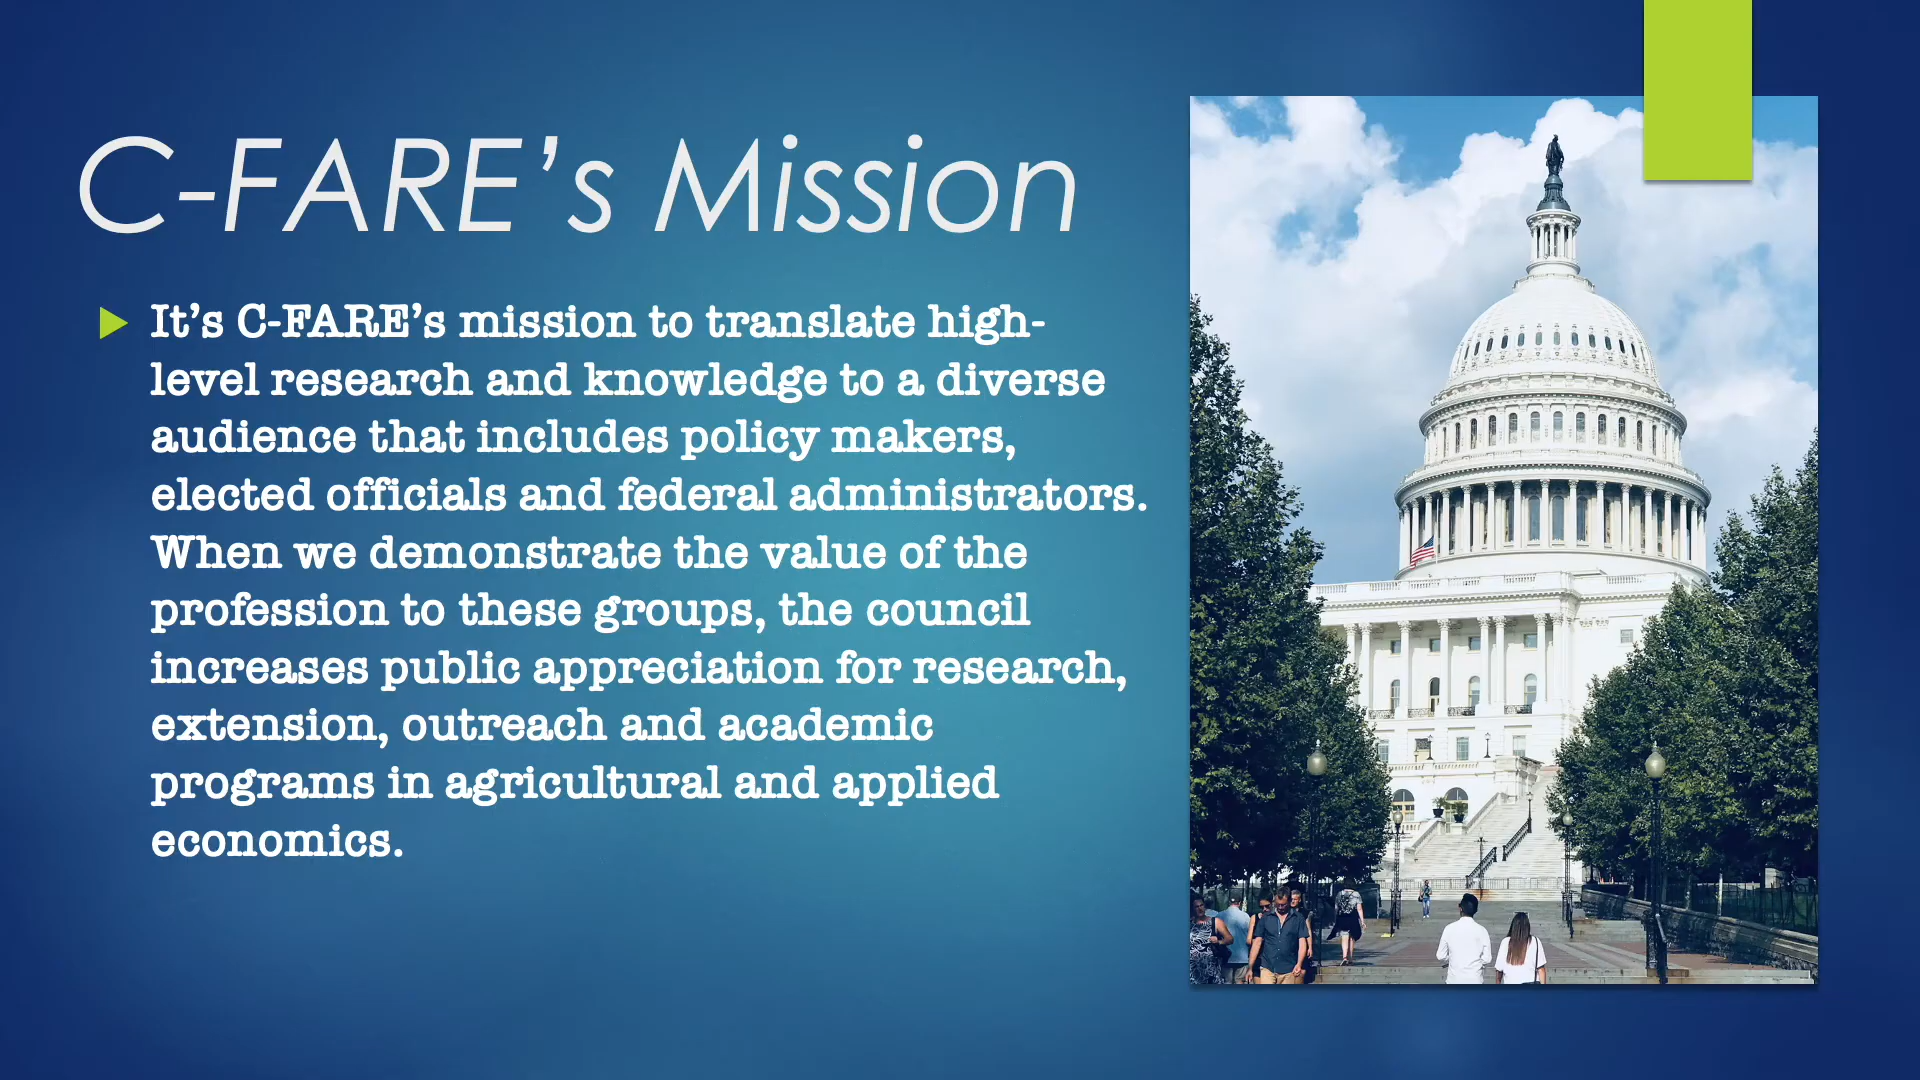 C-FARE’s Mission
It’s C-FARE’s mission to translate high-
level research and knowledge to a diverse
audience that includes policy makers,
elected officials and federal administrators.
When we demonstrate the value of the
profession to these groups, the council
increases public appreciation for research,
extension, outreach and academic
programs in agricultural and applied
economics.